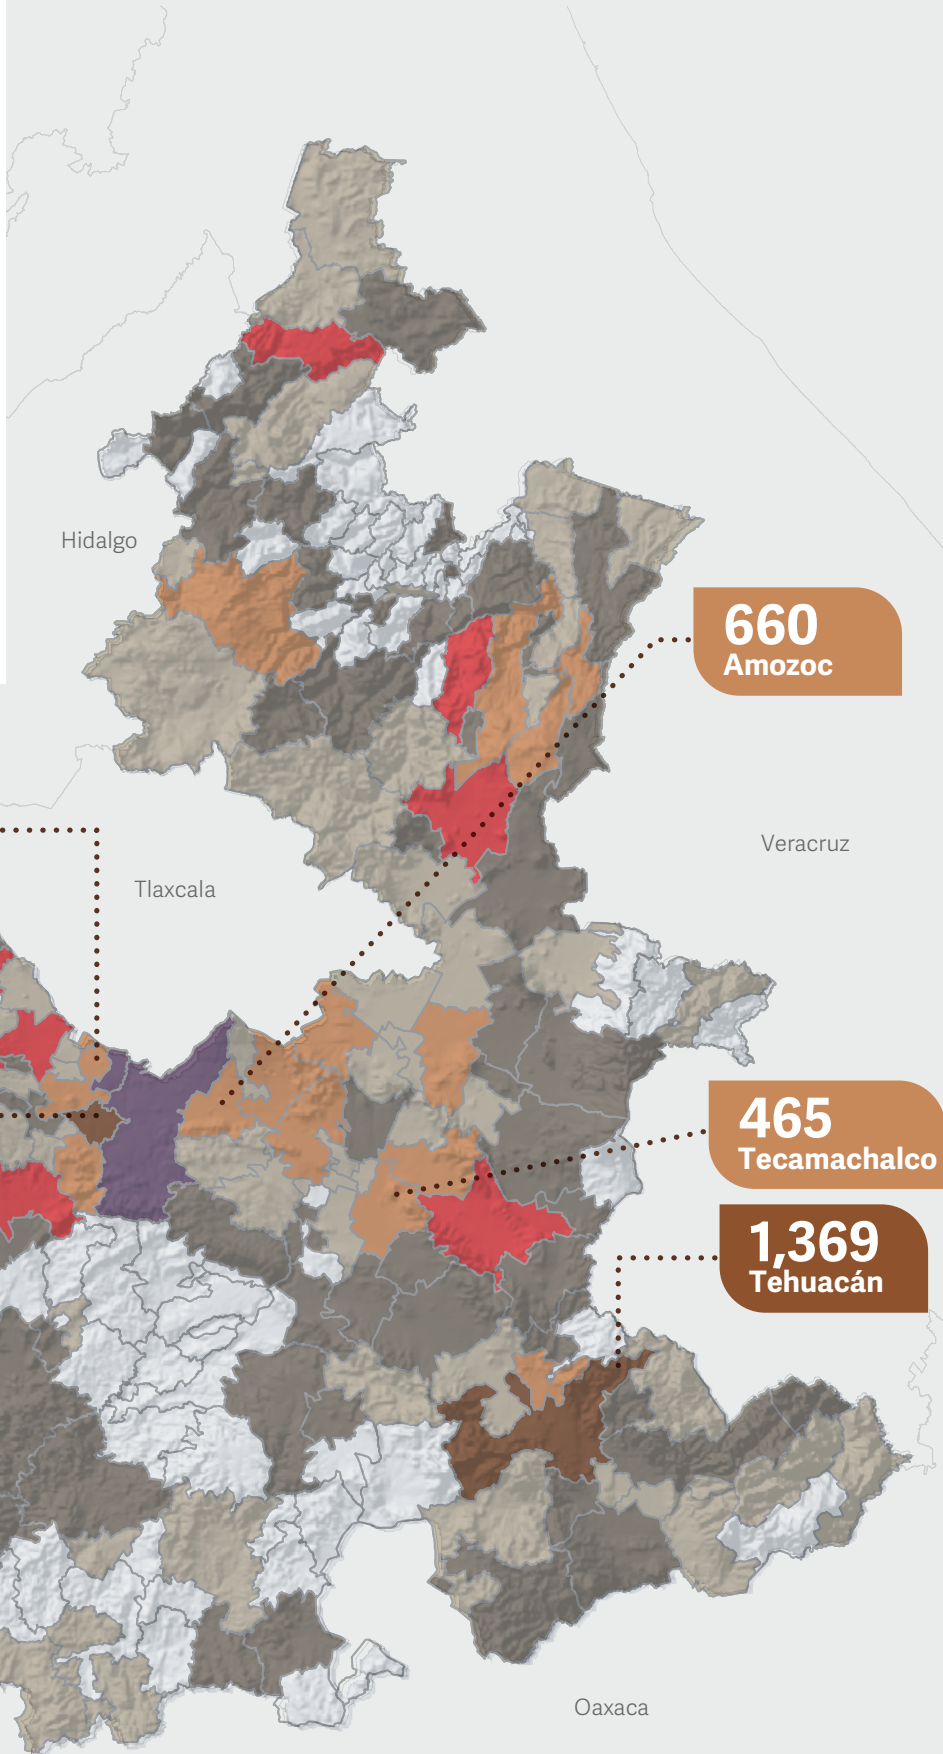 Hidalgo
660
Amozoc
Veracruz
Tlaxcala
465
Tecamachalco
1,369
Tehuacán
Oaxaca